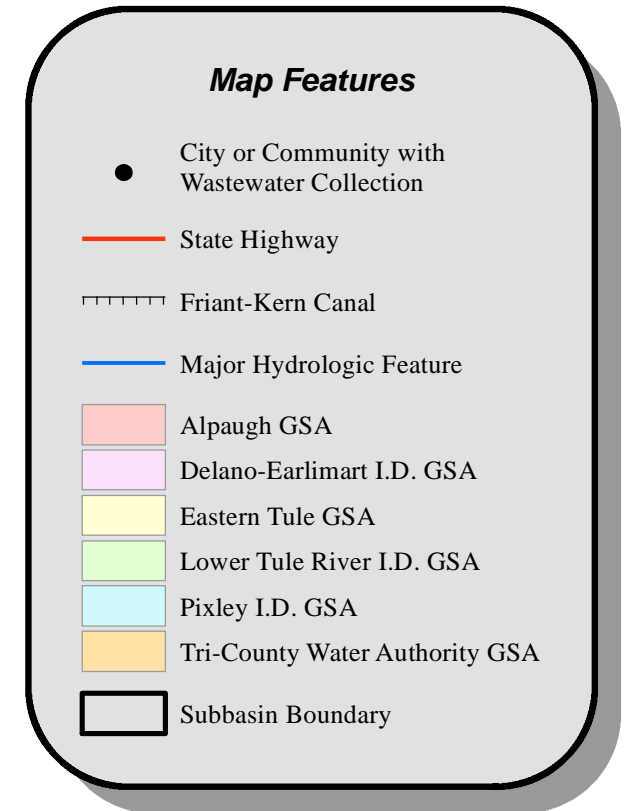 Map Features
City or Community with
Wastewater Collection
State Highway
Friant-Kern Canal
Major Hydrologic Feature
Alpaugh GSA
Delano-Earlimart I.D. GSA
Eastern Tule GSA
Lower Tule River I.D. GSA
Pixley I.D. GSA
Tri-County Water Authority GSA
Subbasin Boundary